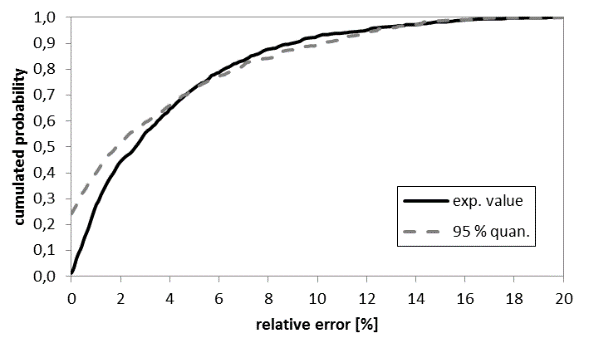 cumulated probability
1,0
0,9
0,8
0,7
0,6
0,5
0,4
0,3
0,2
0,1
0,0
exp. value
95 % quan.
0 2 4 6 8 10 12 14 16 18 20
relative error [%]